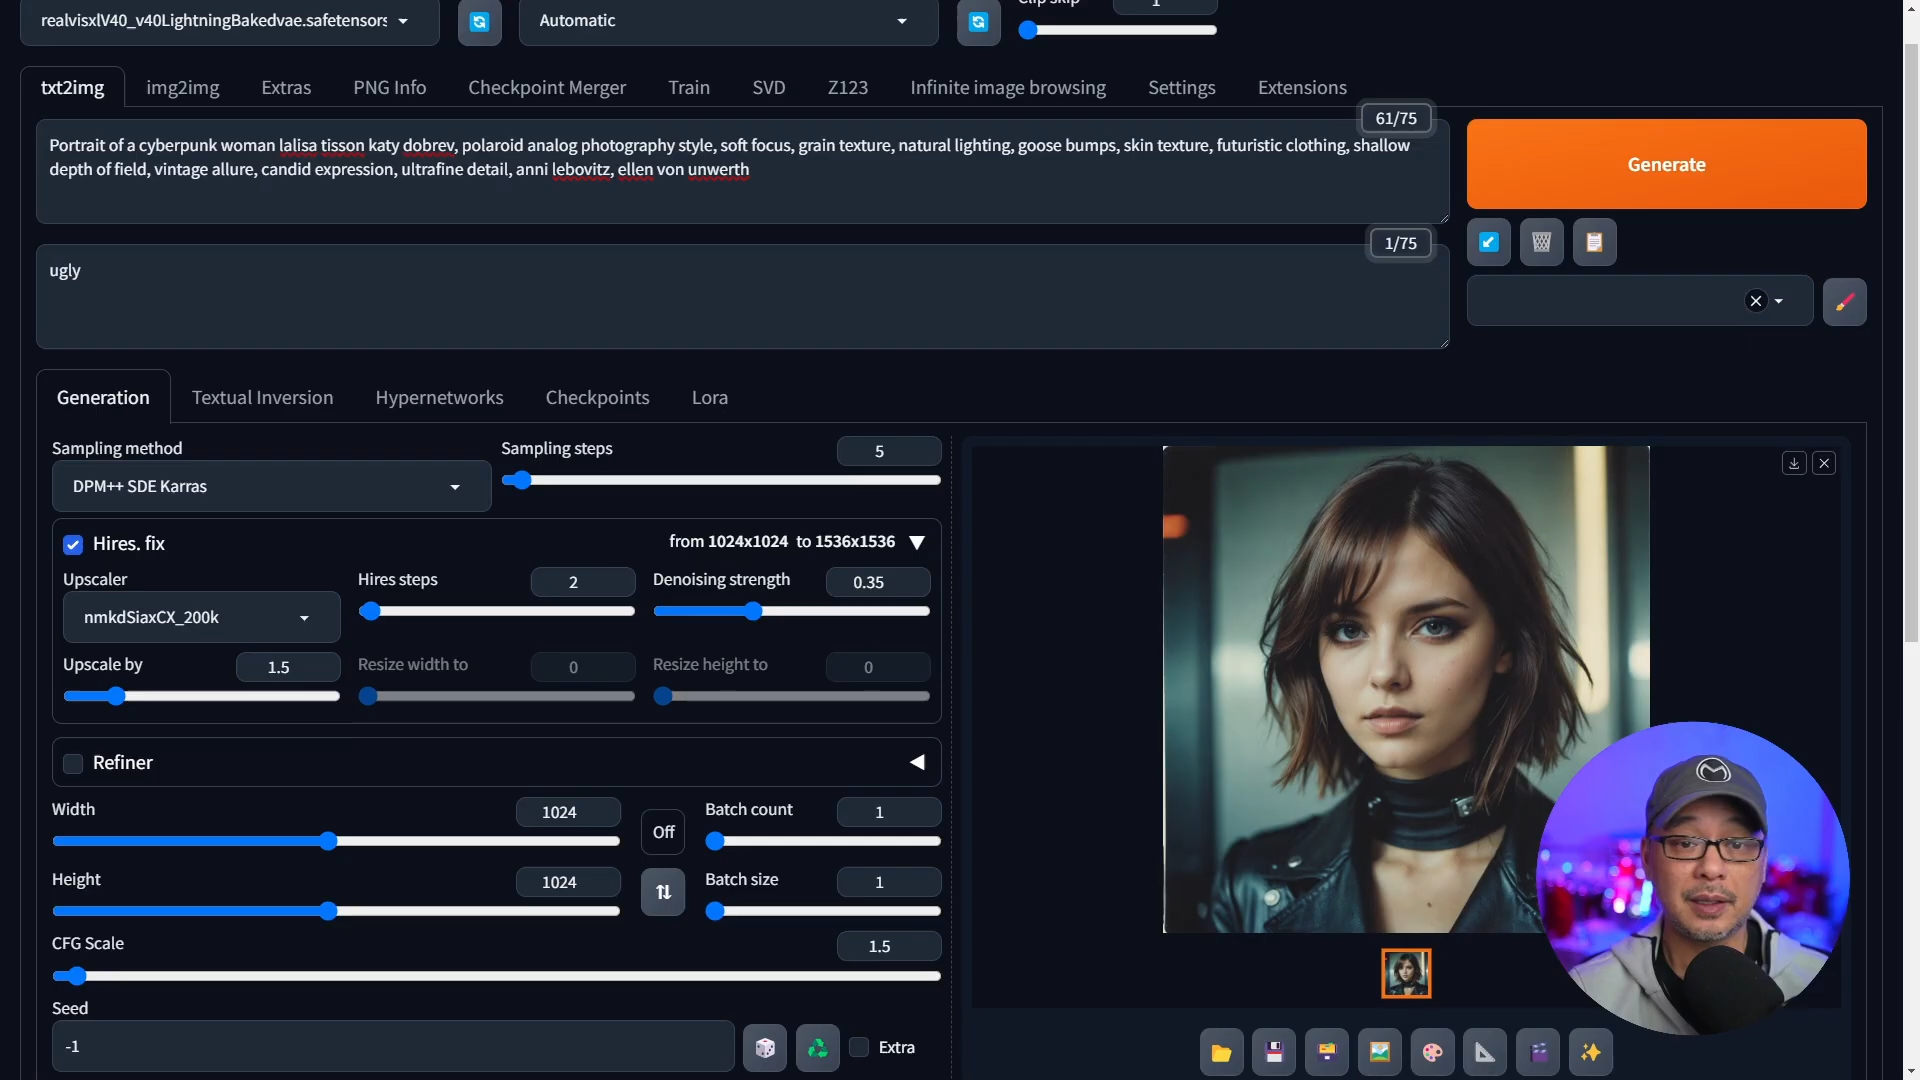 Clip skip
1
realvisxlV40_v40LightningBakedvae.safetensors
Automatic
txt2img
img2img
Extras
PNG Info
Checkpoint Merger
Train
SVD
Z123
Infinite image browsing
Settings
Extensions
61/75
Portrait of a cyberpunk woman lalisa tisson katy dobrev, polaroid analog photography style, soft focus, grain texture, natural lighting, goose bumps, skin texture, futuristic clothing, shallow
depth of field, vintage allure, candid expression, ultrafine detail, anni lebovitz, ellen von unwerth
Generate
1/75
ugly
Generation
Textual Inversion
Hypernetworks
Checkpoints
Lora
Sampling method
DPM++ SDE Karras
Sampling steps
5
Hires. fix
from 1024x1024 to 1536x1536
Upscaler
nmkdSiaxCX_200k
Hires steps
2
Denoising strength
0.35
Upscale by
1.5
Resize width to
0
Resize height to
0
Refiner
Width
1024
Off
Batch count
1
Height
1024
Batch size
1
CFG Scale
1.5
Seed
-1
Extra